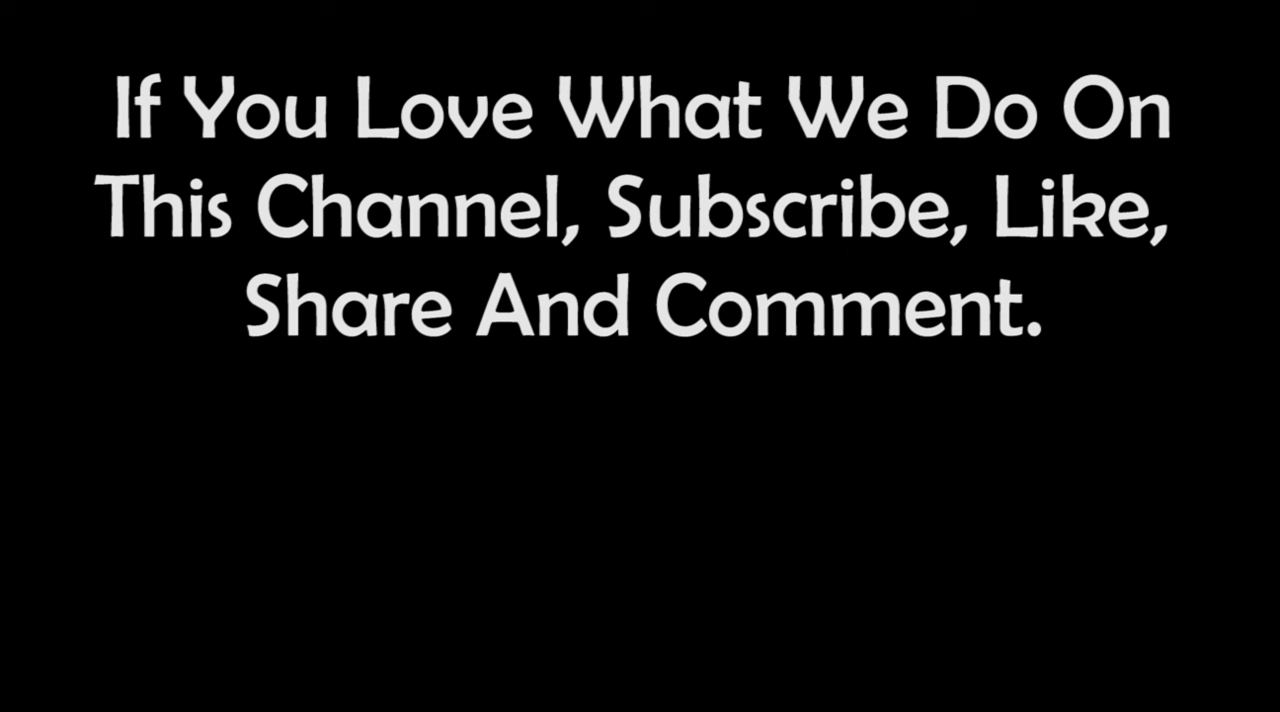 If You Love What We Do On
This Channel, Subscribe, Like,
Share And Comment.